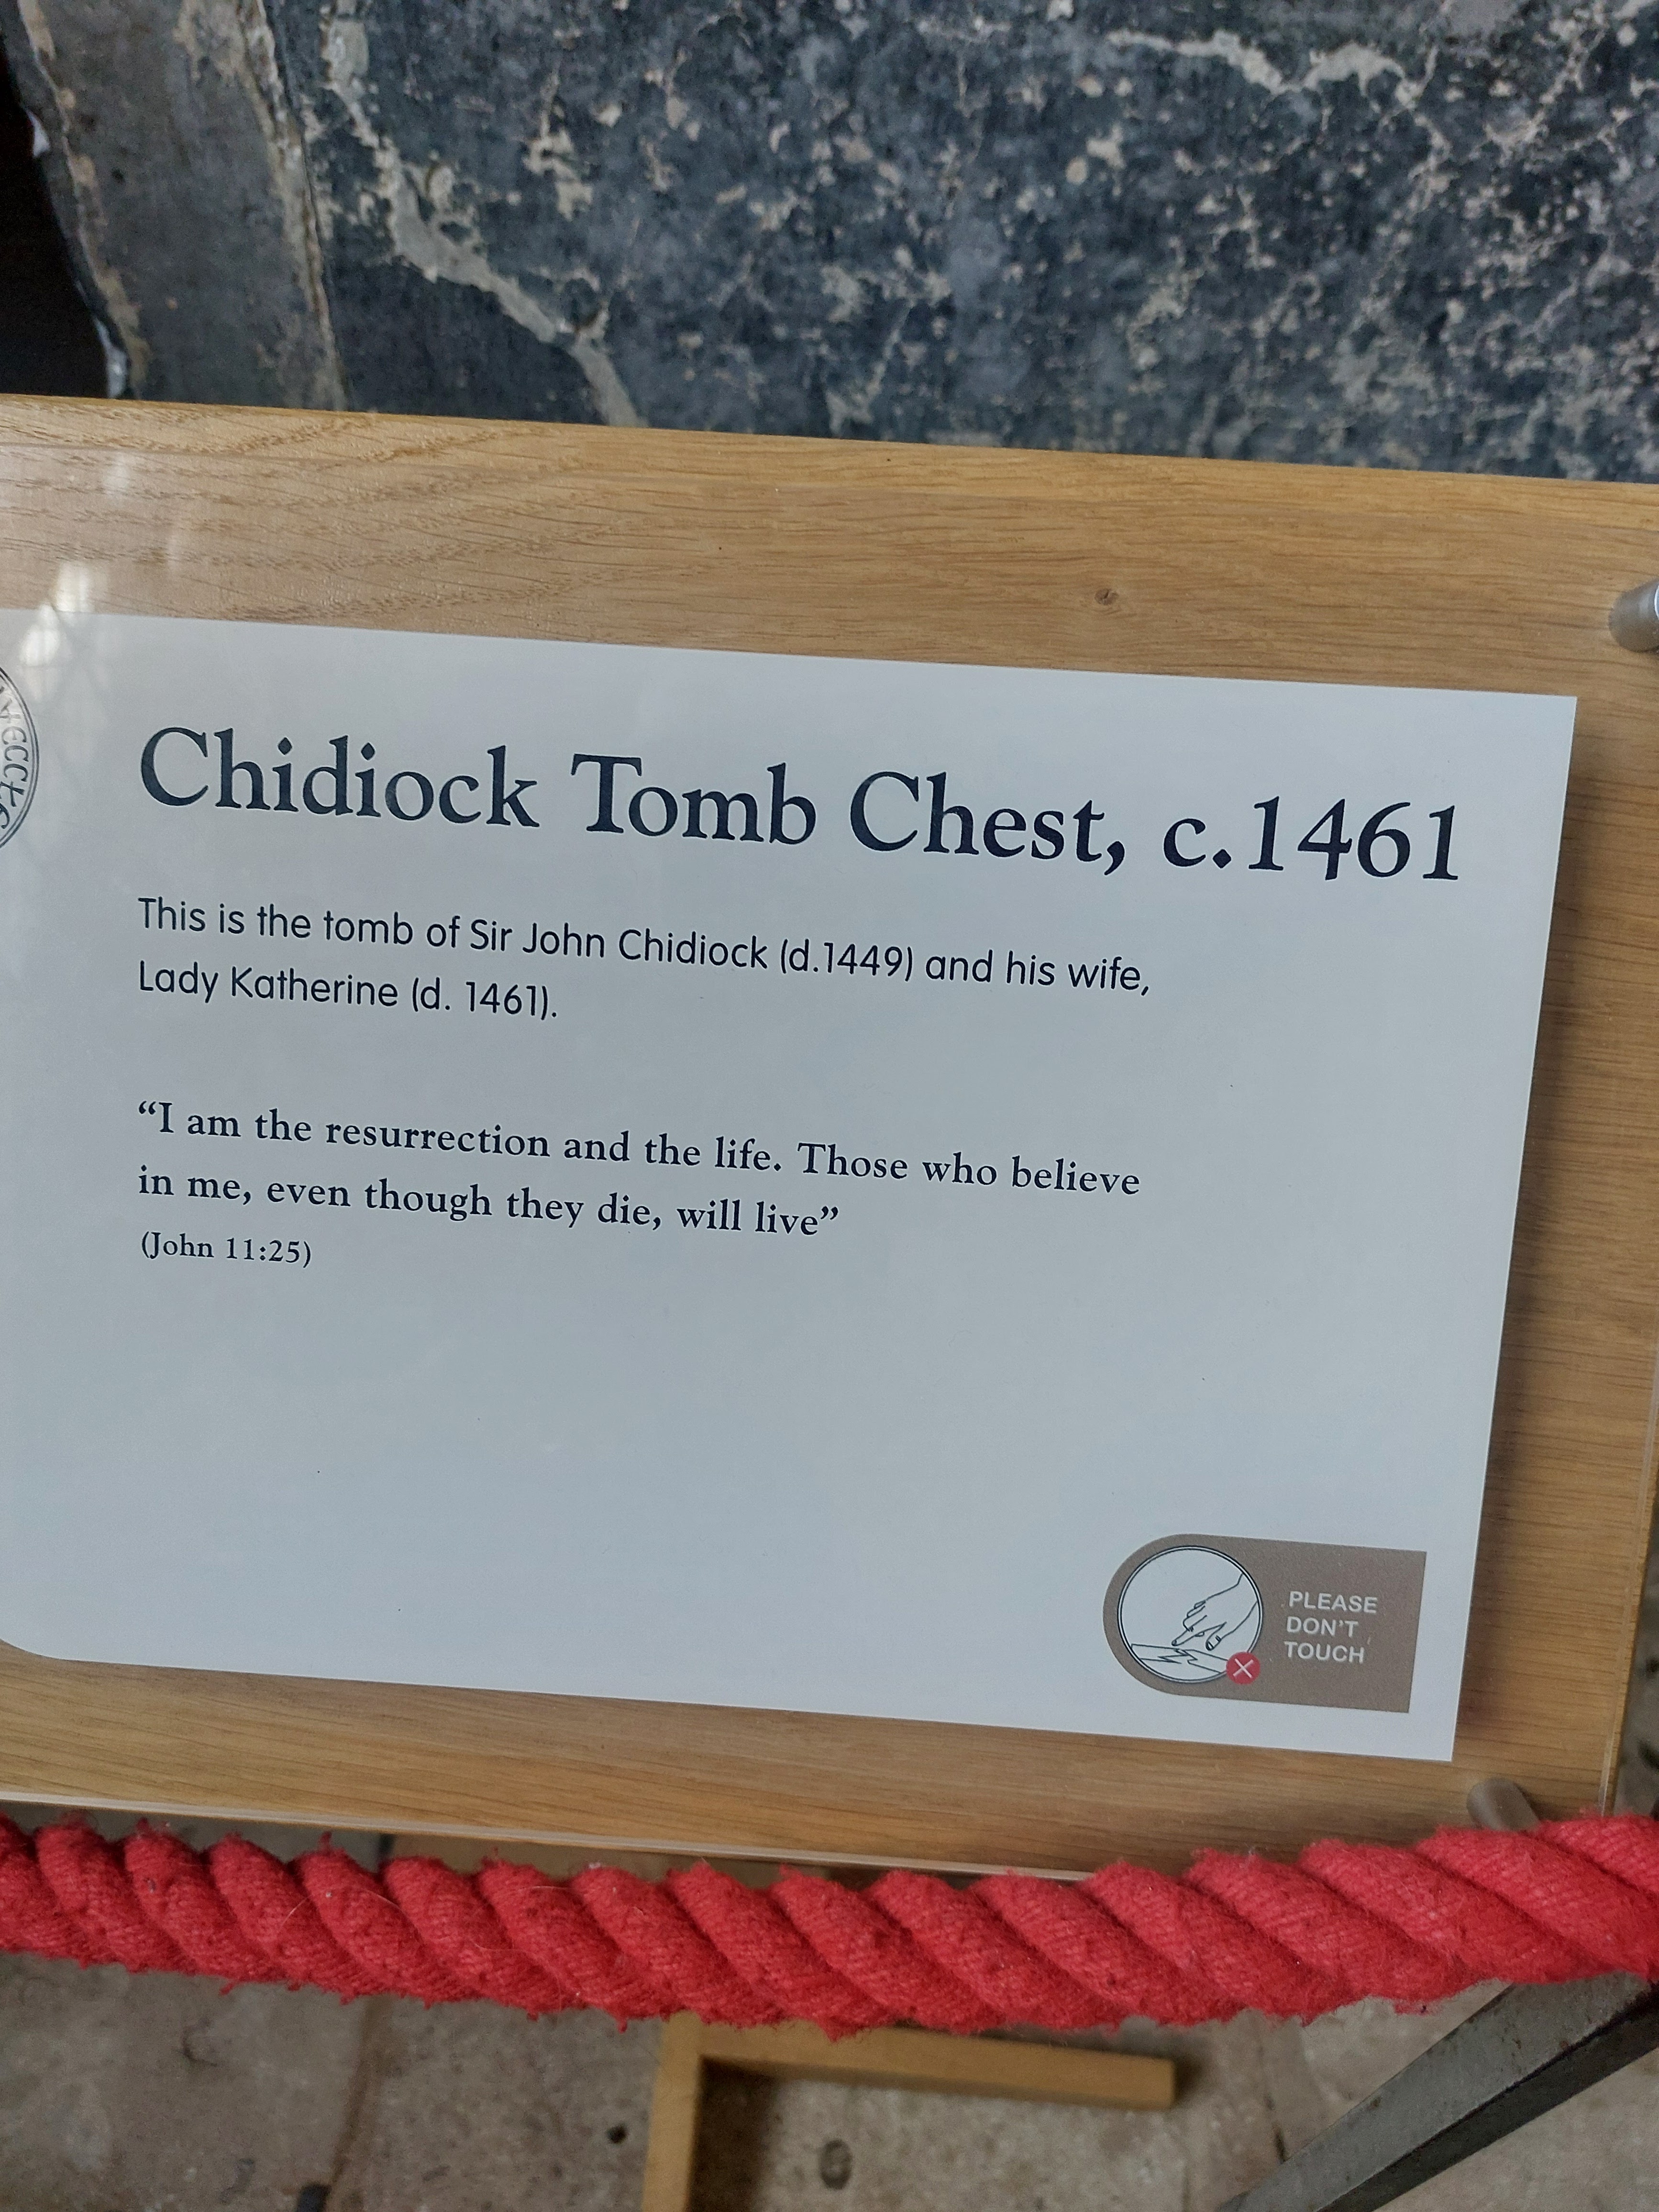 Chidiock Tomb Chest, c.1461
This is the tomb of Sir John Chidiock (d.1449) and his wife,
Lady Katherine (d. 1461).
“I am the resurrection and the life. Those who believe
in me, even though they die, will live”
(John 11:25)
PLEASE
DON'T
TOUCH